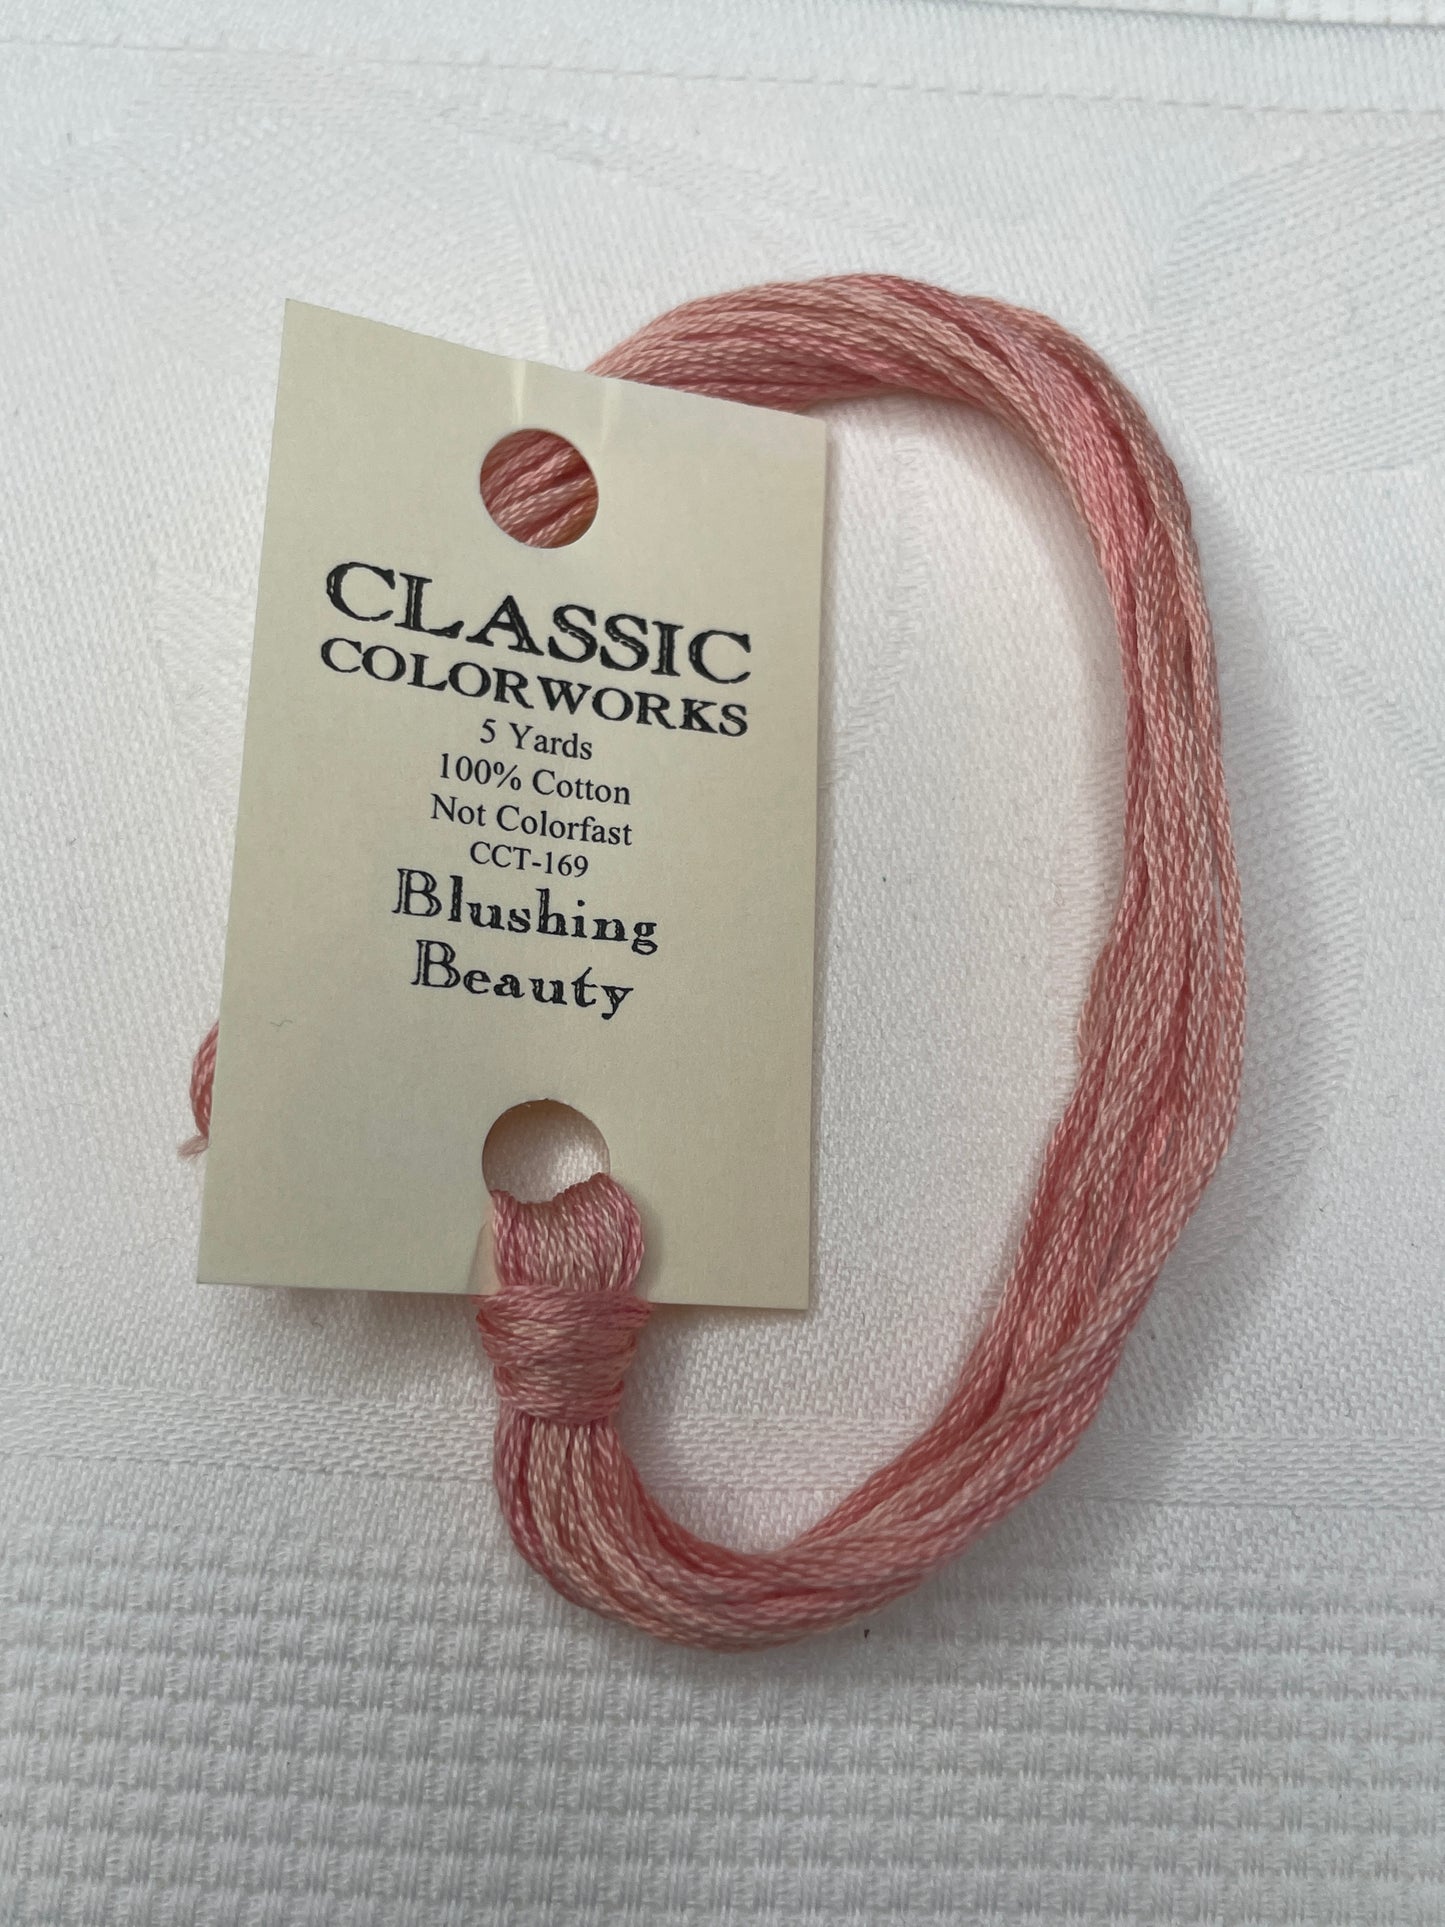 CLASSIC
COLORWORKS
5 Yards
100% Cotton
Not Colorfast
CCT-169
Blushing
Beauty